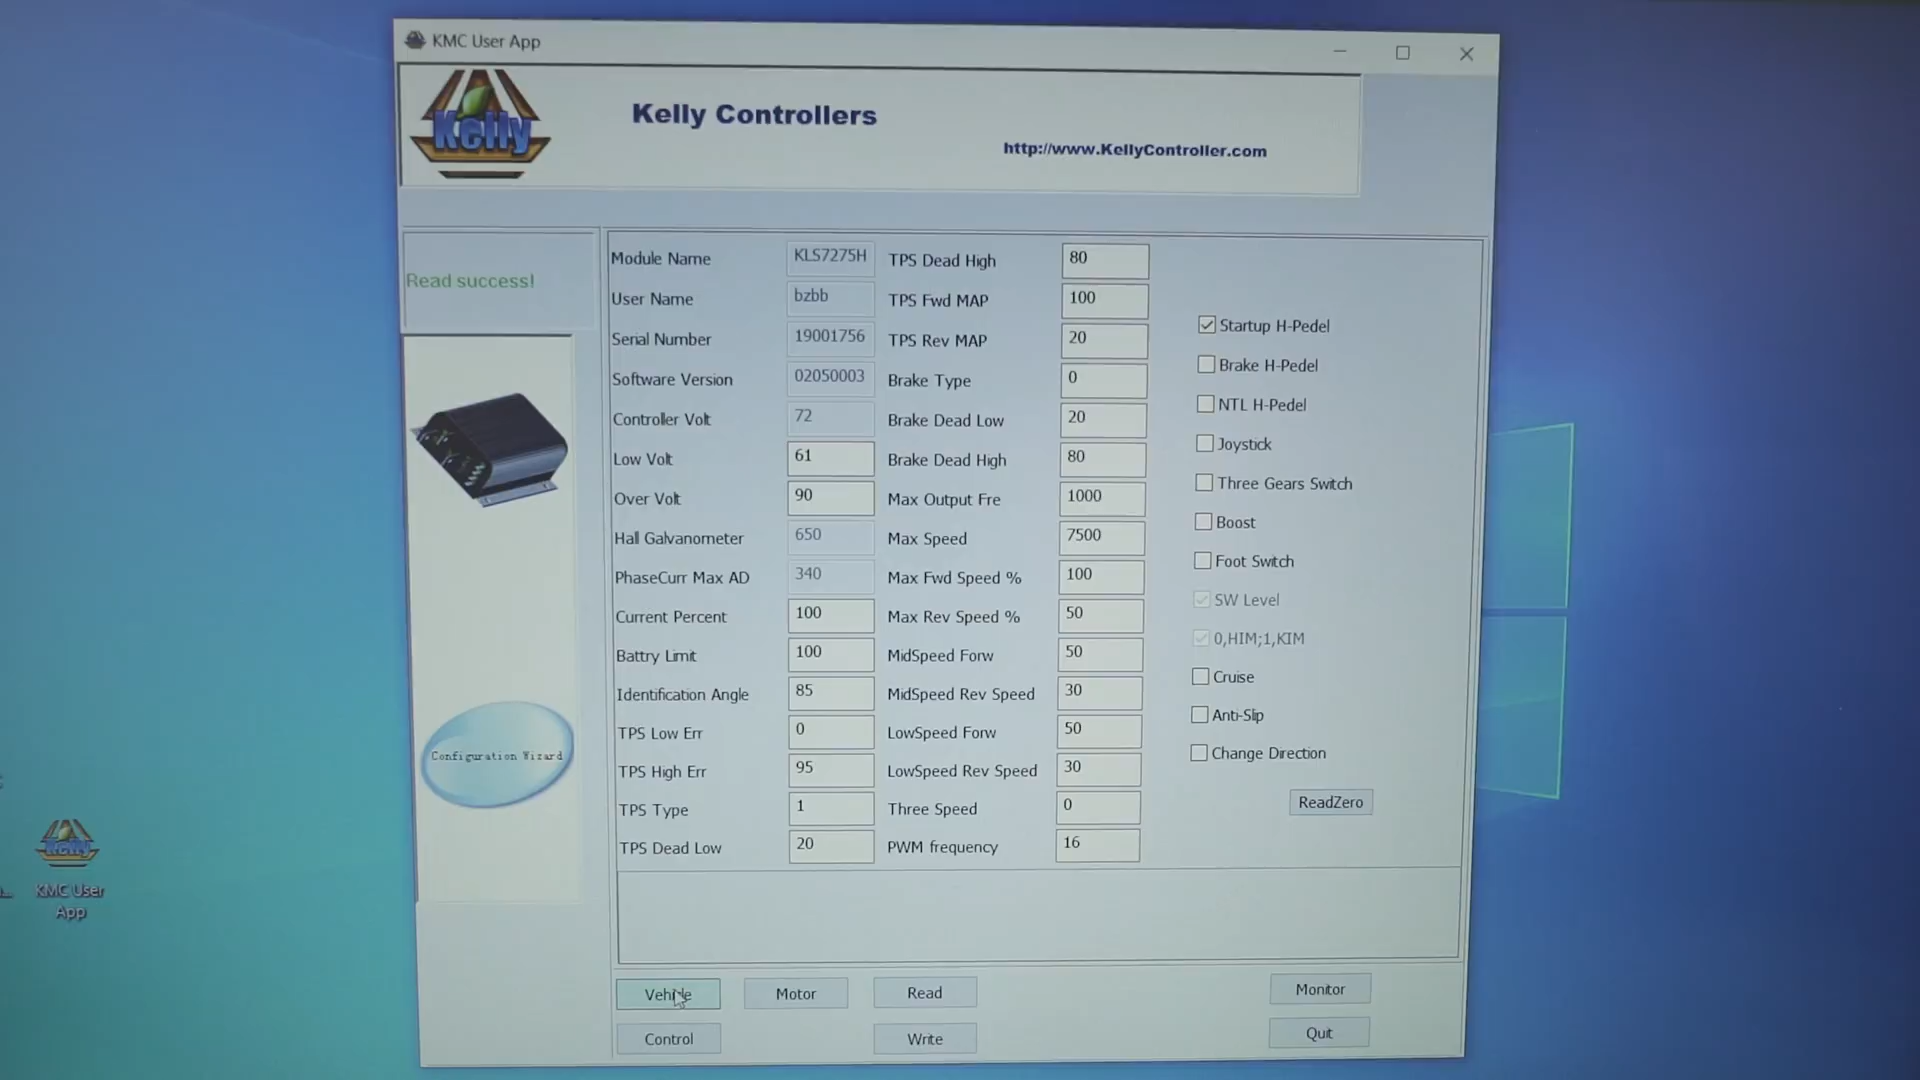 KMC User App
Kelly
Kelly Controllers
http://www.KellyController.com
Read success!
Configuration Wizard
Module Name KLS7275H
User Name bzbb
Serial Number 19001756
Software Version 02050003
Controller Volt 72
Low Volt 61
Over Volt 90
Hall Galvanometer 650
PhaseCurr Max AD 340
Current Percent 100
Battry Limit 100
Identification Angle 85
TPS Low Err 0
TPS High Err 95
TPS Type 1
TPS Dead Low 20
TPS Dead High 80
TPS Fwd MAP 100
TPS Rev MAP 20
Brake Type 0
Brake Dead Low 20
Brake Dead High 80
Max Output Fre 1000
Max Speed 7500
Max Fwd Speed % 100
Max Rev Speed % 50
MidSpeed Forw 50
MidSpeed Rev Speed 30
LowSpeed Forw 50
LowSpeed Rev Speed 30
Three Speed 0
PWM frequency 16
Startup H-Pedel
Brake H-Pedel
NTL H-Pedel
Joystick
Three Gears Switch
Boost
Foot Switch
SW Level
0,HIM;1,KIM
Cruise
Anti-Slip
Change Direction
ReadZero
Vehicle Motor Read Monitor
Control Write Quit
Kelly
KMC User
App